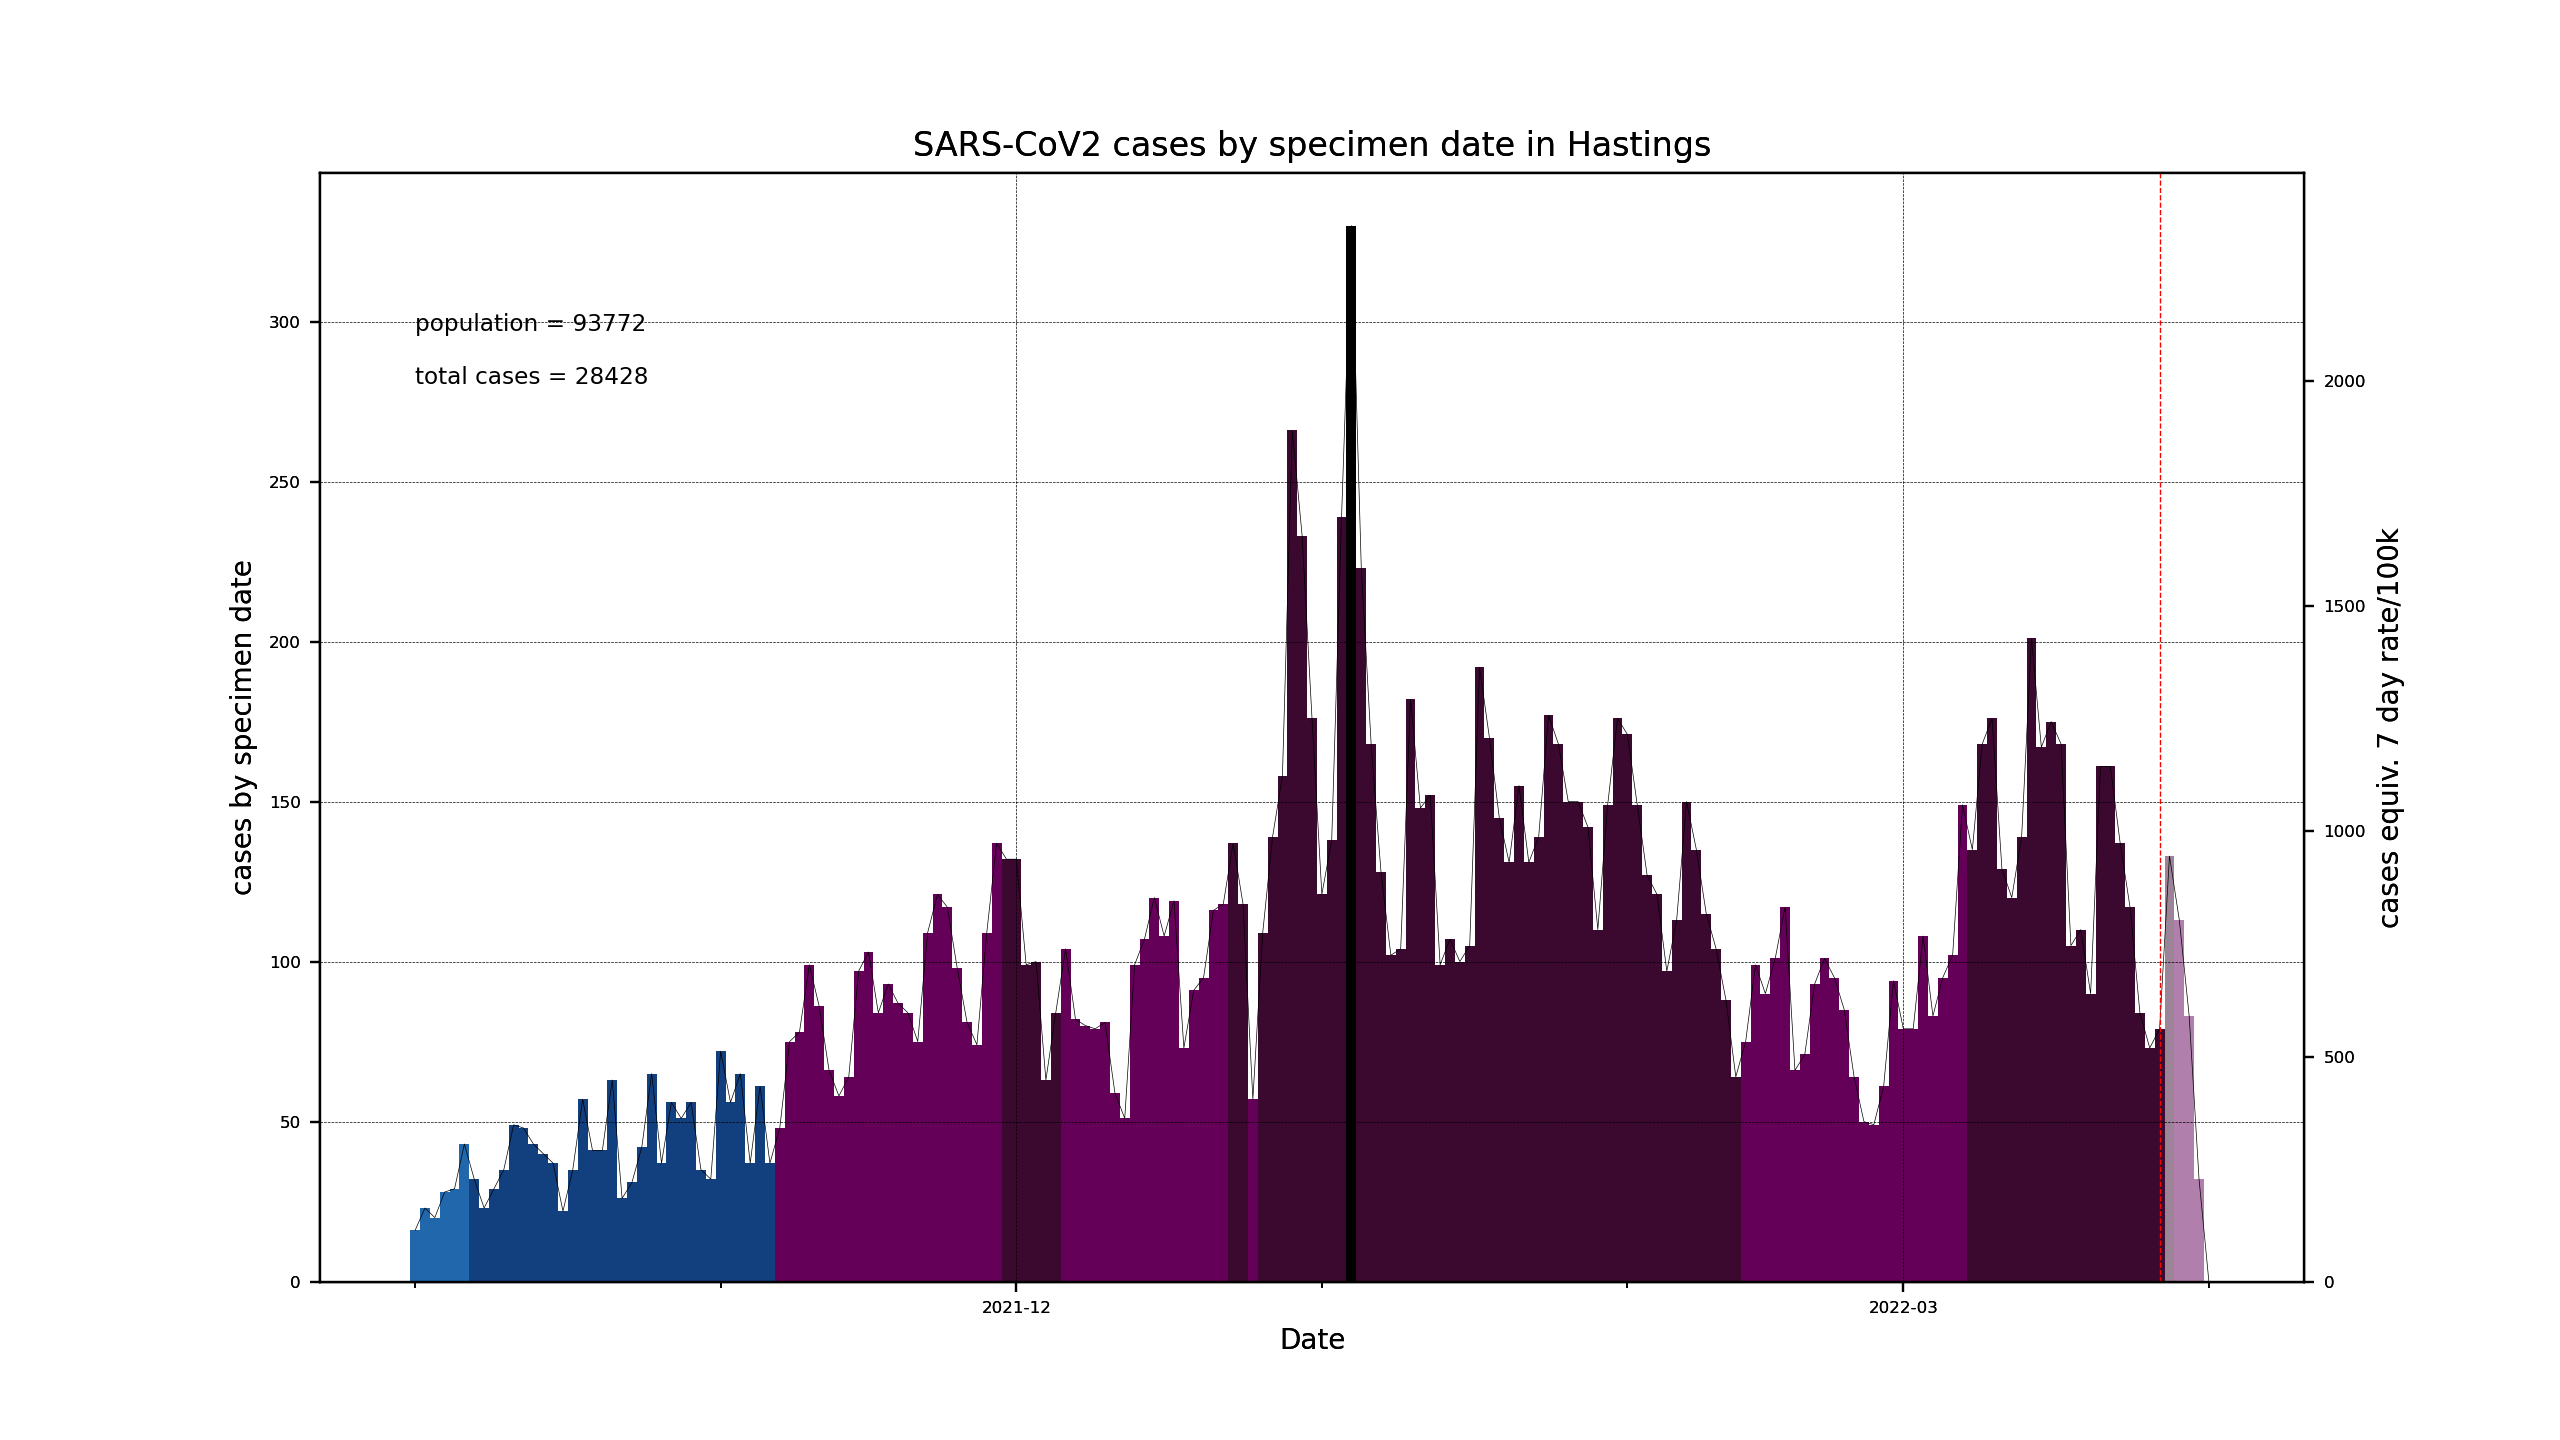 SARS-CoV2 cases by specimen date in Hastings
population = 93772
total cases = 28428
cases by specimen date
300
250
200
150
100
50
0
2000
1500
1000
500
0
cases equiv. 7 day rate/100k
2021-12
2022-03
Date